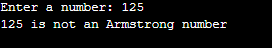 Enter a number: 125
125 is not an Armstrong number